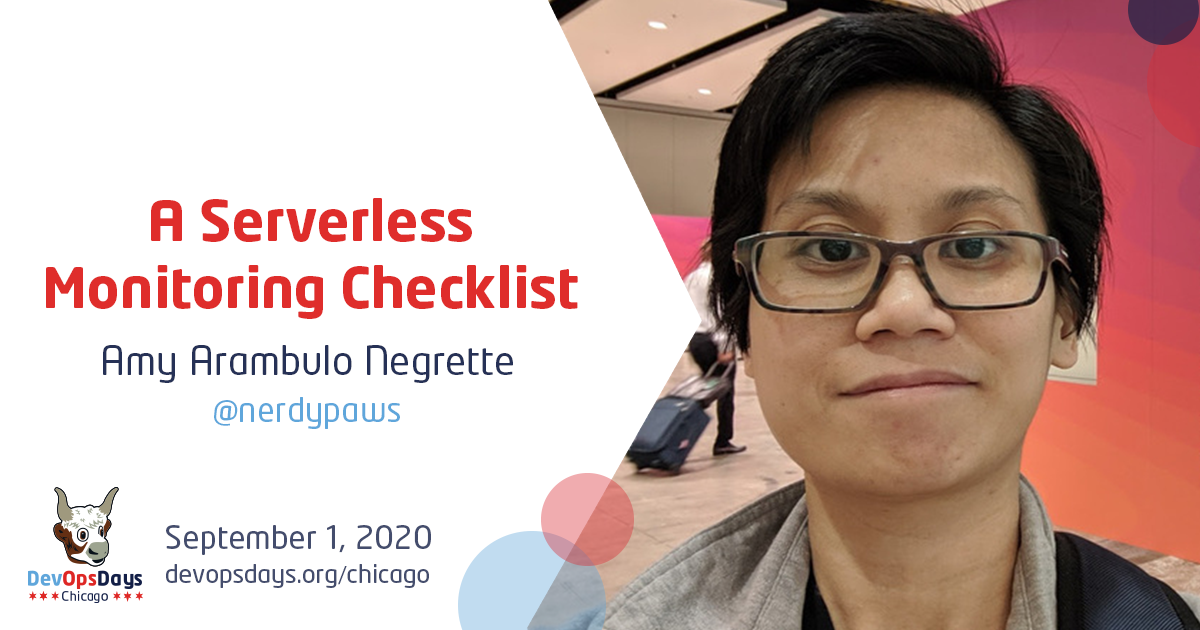 A Serverless
Monitoring Checklist
Amy Arambulo Negrette
@nerdypaws
September 1, 2020
devopsdays.org/chicago
DevOpsDays
Chicago